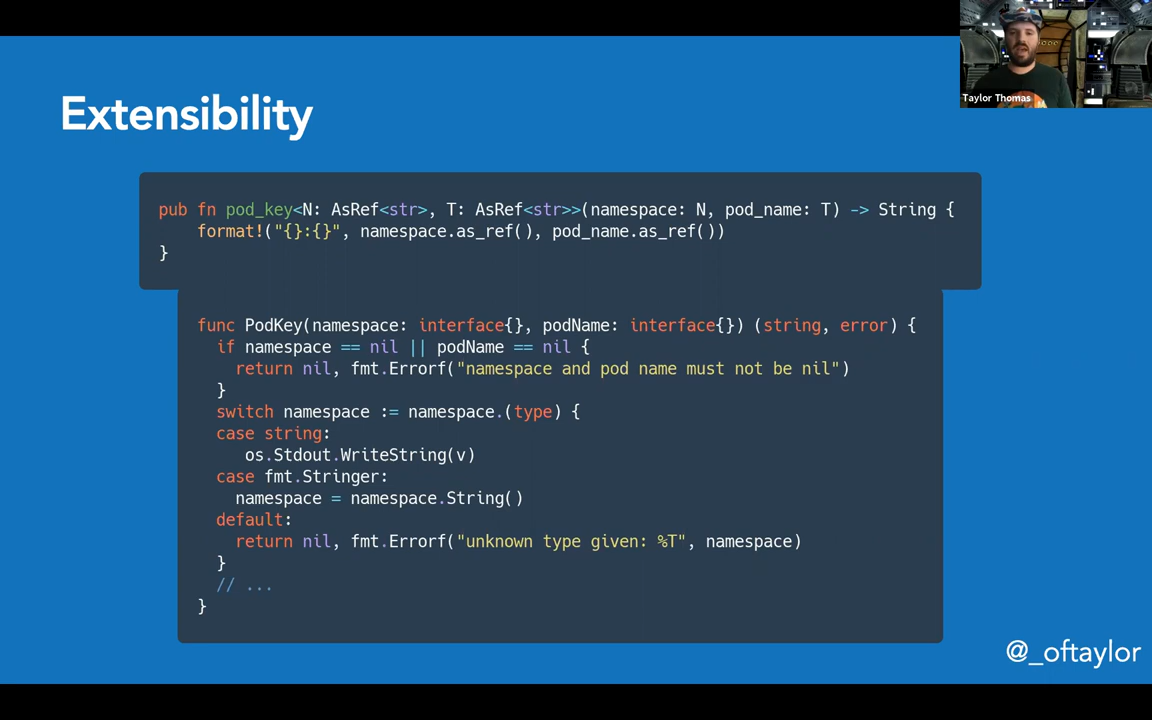 Taylor Thomas
Extensibility
pub fn pod_key<N: AsRef<str>, T: AsRef<str>>(namespace: N, pod_name: T) -> String {
    format!("{}:{}", namespace.as_ref(), pod_name.as_ref())
}
func PodKey(namespace: interface{}, podName: interface{}) (string, error) {
  if namespace == nil || podName == nil {
    return nil, fmt.Errorf("namespace and pod name must not be nil")
  }
  switch namespace := namespace.(type) {
  case string:
     os.Stdout.WriteString(v)
  case fmt.Stringer:
    namespace = namespace.String()
  default:
    return nil, fmt.Errorf("unknown type given: %T", namespace)
  }
  // ...
}
@_oftaylor